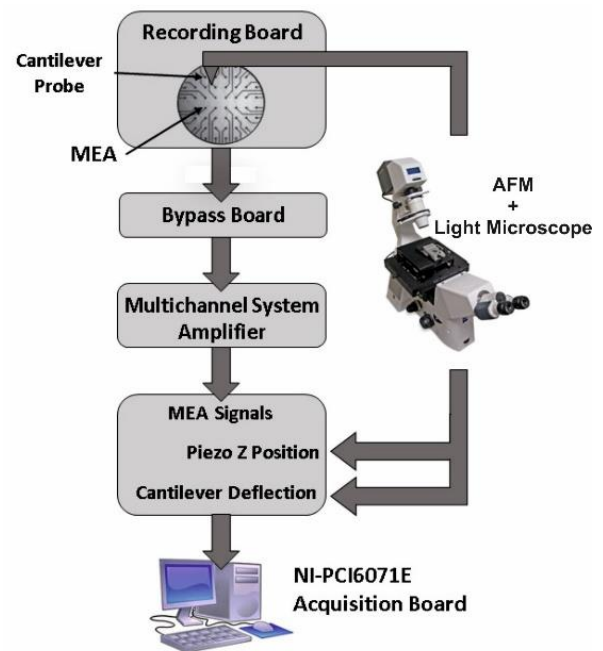 Recording Board
Cantilever
Probe
MEA
Bypass Board
AFM
+
Light Microscope
Multichannel System
Amplifier
MEA Signals
Piezo Z Position
Cantilever Deflection
NI-PCI6071E
Acquisition Board